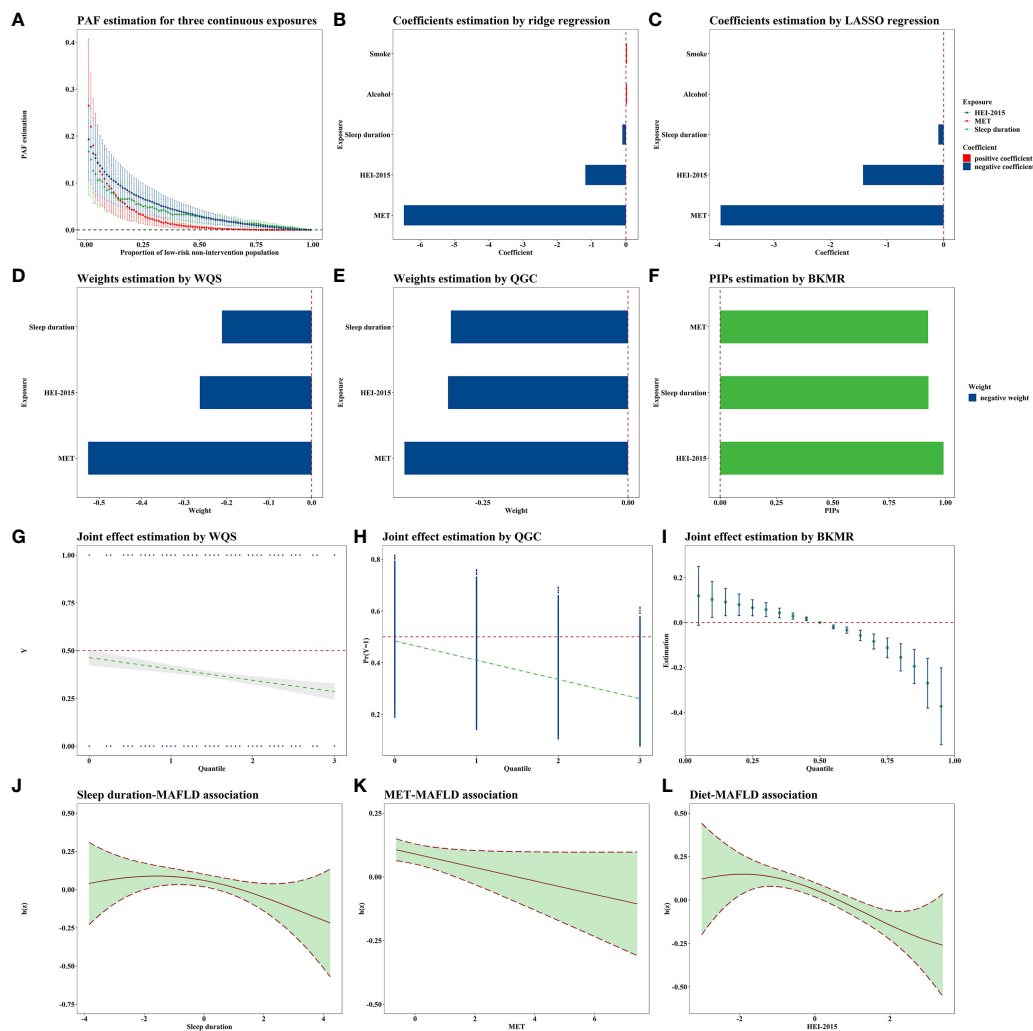 A
PAF estimation for three continuous exposures
PAF estimation
0.4
0.3
0.2
0.1
0.0
0.00
0.25
0.50
0.75
1.00
Proportion of low-risk non-intervention population
B
Coefficients estimation by ridge regression
Exposure
Smoke
Alcohol
Sleep duration
HEI-2015
MET
-6
-5
-4
-3
-2
-1
0
Coefficient
C
Coefficients estimation by LASSO regression
Exposure
Smoke
Alcohol
Sleep duration
HEI-2015
MET
-4
-3
-2
-1
0
Coefficient
Exposure
HEI-2015
MET
Sleep duration
Coefficient
positive coefficient
negative coefficient
D
Weights estimation by WQS
Exposure
Sleep duration
HEI-2015
MET
-0.5
-0.4
-0.3
-0.2
-0.1
0.0
Weight
E
Weights estimation by QGC
Exposure
Sleep duration
HEI-2015
MET
-0.25
0.00
Weight
F
PIPs estimation by BKMR
Exposure
MET
Sleep duration
HEI-2015
0.00
0.25
0.50
0.75
1.00
PIPs
Weight
negative weight
G
Joint effect estimation by WQS
Y
1.00
0.75
0.50
0.25
0.00
0
1
2
3
Quantile
H
Joint effect estimation by QGC
Pr(Y=1)
0.8
0.6
0.4
0.2
0
1
2
3
Quantile
I
Joint effect estimation by BKMR
Estimation
0.2
0.0
-0.2
-0.4
0.00
0.25
0.50
0.75
1.00
Quantile
J
Sleep duration-MAFLD association
h(z)
0.50
0.25
0.00
-0.25
-0.50
-0.75
-4
-2
0
2
4
Sleep duration
K
MET-MAFLD association
h(z)
0.25
0.00
-0.25
-0.50
0
2
4
6
MET
L
Diet-MAFLD association
h(z)
0.50
0.25
0.00
-0.25
-0.50
-2
0
2
HEI-2015